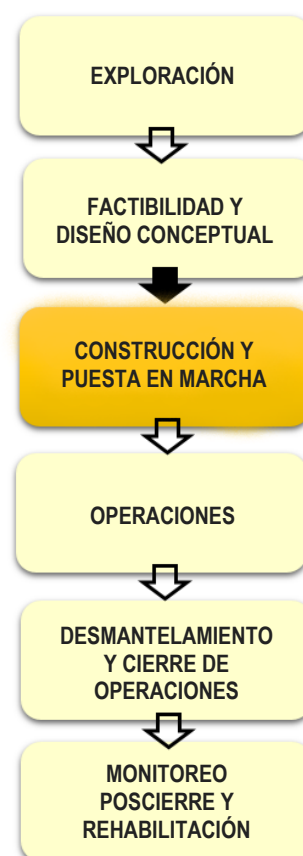 EXPLORACIÓN
FACTIBILIDAD Y
DISEÑO CONCEPTUAL
CONSTRUCCIÓN Y
PUESTA EN MARCHA
OPERACIONES
DESMANTELAMIENTO
Y CIERRE DE
OPERACIONES
MONITOREO
POSCIERRE Y
REHABILITACIÓN